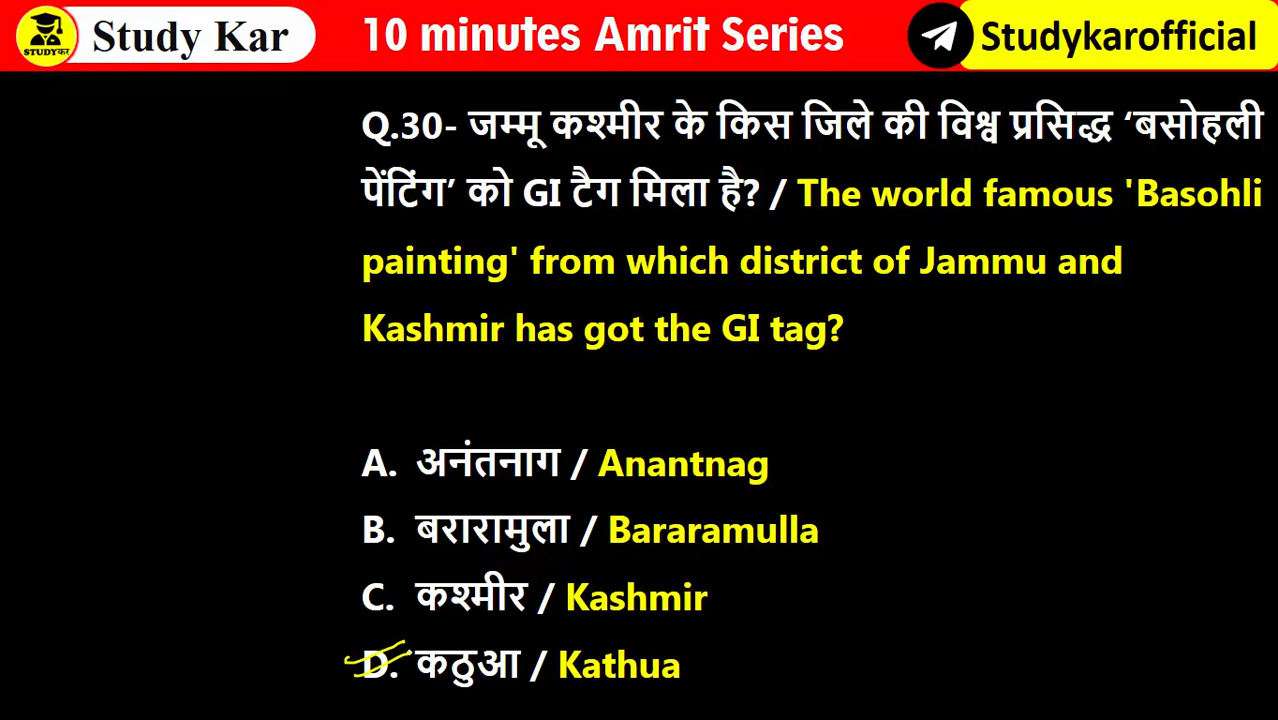 STUDYकर
Study Kar
10 minutes Amrit Series
Studykarofficial
Q.30- जम्मू कश्मीर के किस जिले की विश्व प्रसिद्ध ‘बसोहली
पेंटिंग’ को GI टैग मिला है? / The world famous 'Basohli
painting' from which district of Jammu and
Kashmir has got the GI tag?
A. अनंतनाग / Anantnag
B. बरारामुला / Bararamulla
C. कश्मीर / Kashmir
D. कठुआ / Kathua